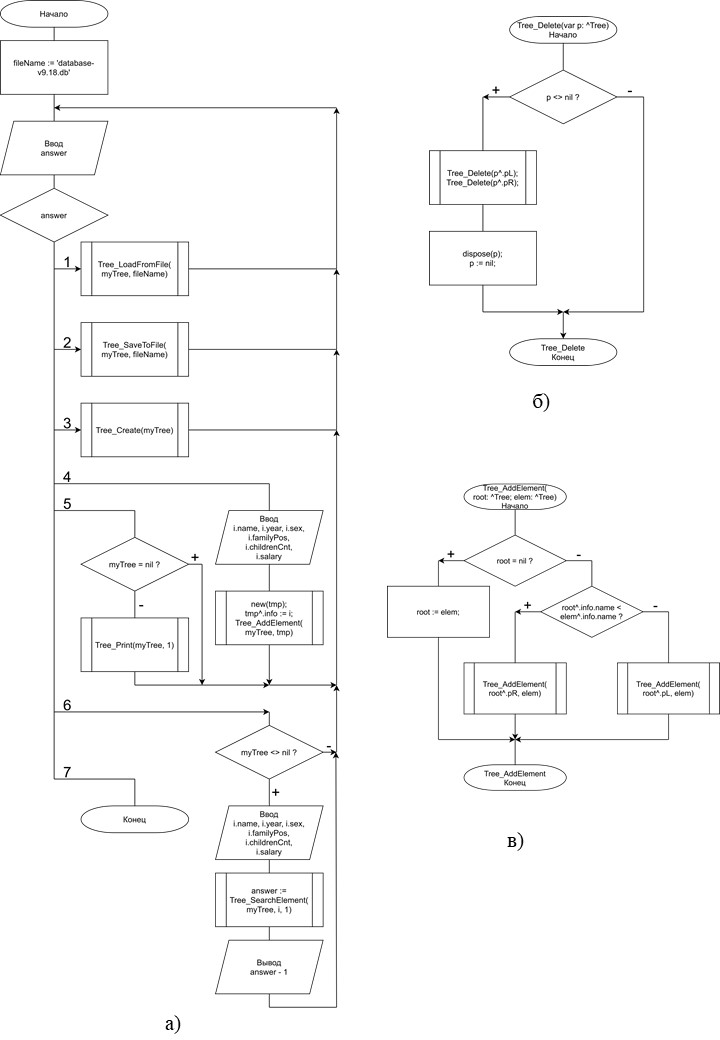 Начало
fileName := 'database-
v9.18.db'
Ввод
answer
answer
1
Tree_LoadFromFile(
myTree, fileName)
2
Tree_SaveToFile(
myTree, fileName)
3
Tree_Create(myTree)
4
Ввод
i.name, i.year, i.sex,
i.familyPos,
i.childrenCnt,
i.salary
new(tmp);
tmp^.info := i;
Tree_AddElement(
myTree, tmp)
5
myTree = nil ?
+
-
Tree_Print(myTree, 1)
6
myTree <> nil ?
-
+
Ввод
i.name, i.year, i.sex,
i.familyPos,
i.childrenCnt,
i.salary
answer :=
Tree_SearchElement(
myTree, i, 1)
Вывод
answer - 1
7
Конец
а)
Tree_Delete(var p: ^Tree)
Начало
p <> nil ?
+
-
Tree_Delete(p^.pL);
Tree_Delete(p^.pR);
dispose(p);
p := nil;
Tree_Delete
Конец
б)
Tree_AddElement(
root: ^Tree; elem: ^Tree)
Начало
root = nil ?
+
-
root := elem;
root^.info.name <
elem^.info.name ?
+
-
Tree_AddElement(
root^.pR, elem)
Tree_AddElement(
root^.pL, elem)
Tree_AddElement
Конец
в)